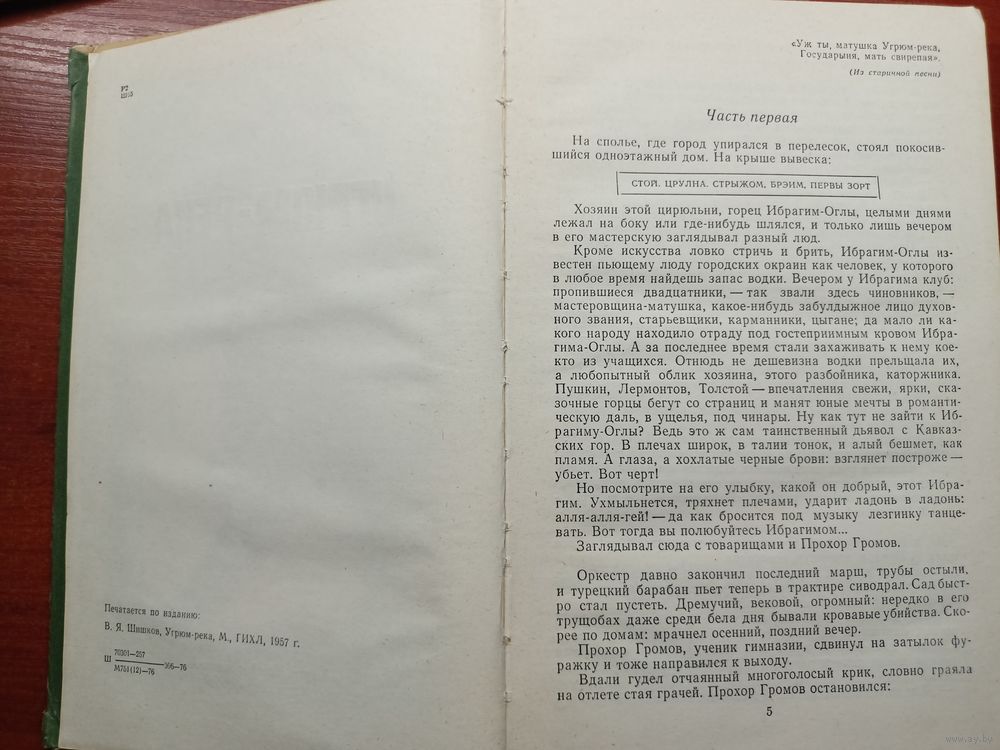 Р2
Ш55
Печатается по изданию:
В. Я. Шишков, Угрюм-река, М., ГИХЛ, 1957 г.
Ш 70301—257
М751(12)—76 166—76
«Уж ты, матушка Угрюм-река,
Государыня, мать свирепая».
(Из старинной песни)
Часть первая
На сполье, где город упирался в перелесок, стоял покосив-
шийся одноэтажный дом. На крыше вывеска:
СТОЙ. ЦРУЛНА. СТРЫЖОМ, БРЭИМ, ПЕРВЫ ЗОРТ
Хозяин этой цирюльни, горец Ибрагим-Оглы, целыми днями
лежал на боку или где-нибудь шлялся, и только лишь вечером
в его мастерскую заглядывал разный люд.
Кроме искусства ловко стричь и брить, Ибрагим-Оглы из-
вестен пьющему люду городских окраин как человек, у которого
в любое время найдешь запас водки. Вечером у Ибрагима клуб:
пропившиеся двадцатники, — так звали здесь чиновников, —
мастеровщина-матушка, какое-нибудь забулдыжное лицо духов-
ного звания, старьевщики, карманники, цыгане; да мало ли ка-
кого народу находило отраду под гостеприимным кровом Ибра-
гима-Оглы. А за последнее время стали захаживать к нему кое-
кто из учащихся. Отнюдь не дешевизна водки прельщала их,
а любопытный облик хозяина, этого разбойника, каторжника.
Пушкин, Лермонтов, Толстой — впечатления свежи, ярки, ска-
зочные горцы бегут со страниц и манят юные мечты в романти-
ческую даль, в ущелья, под чинары. Ну как тут не зайти к Иб-
рагиму-Оглы? Ведь это ж сам таинственный дьявол с Кавказ-
ских гор. В плечах широк, в талии тонок, и алый бешмет, как
пламя. А глаза, а хохлатые черные брови: взглянет построже —
убьет. Вот черт!
Но посмотрите на его улыбку, какой он добрый, этот Ибра-
гим. Ухмыльнется, тряхнет плечами, ударит ладонь в ладонь:
алля-алля-гей! — да как бросится под музыку лезгинку танце-
вать. Вот тогда вы полюбуйтесь Ибрагимом...
Заглядывал сюда с товарищами и Прохор Громов.
Оркестр давно закончил последний марш, трубы остыли,
и турецкий барабан пьет теперь в трактире сиводрал. Сад быст-
ро стал пустеть. Дремучий, вековой, огромный: нередко в его
трущобах даже среди бела дня бывали кровавые убийства. Ско-
рее по домам: мрачнел осенний, поздний вечер.
Прохор Громов, ученик гимназии, сдвинул на затылок фу-
ражку и тоже направился к выходу.
Вдали гудел отчаянный многоголосый крик, словно граяла
на отлете стая грачей. Прохор Громов остановился:
5
www.ay.by